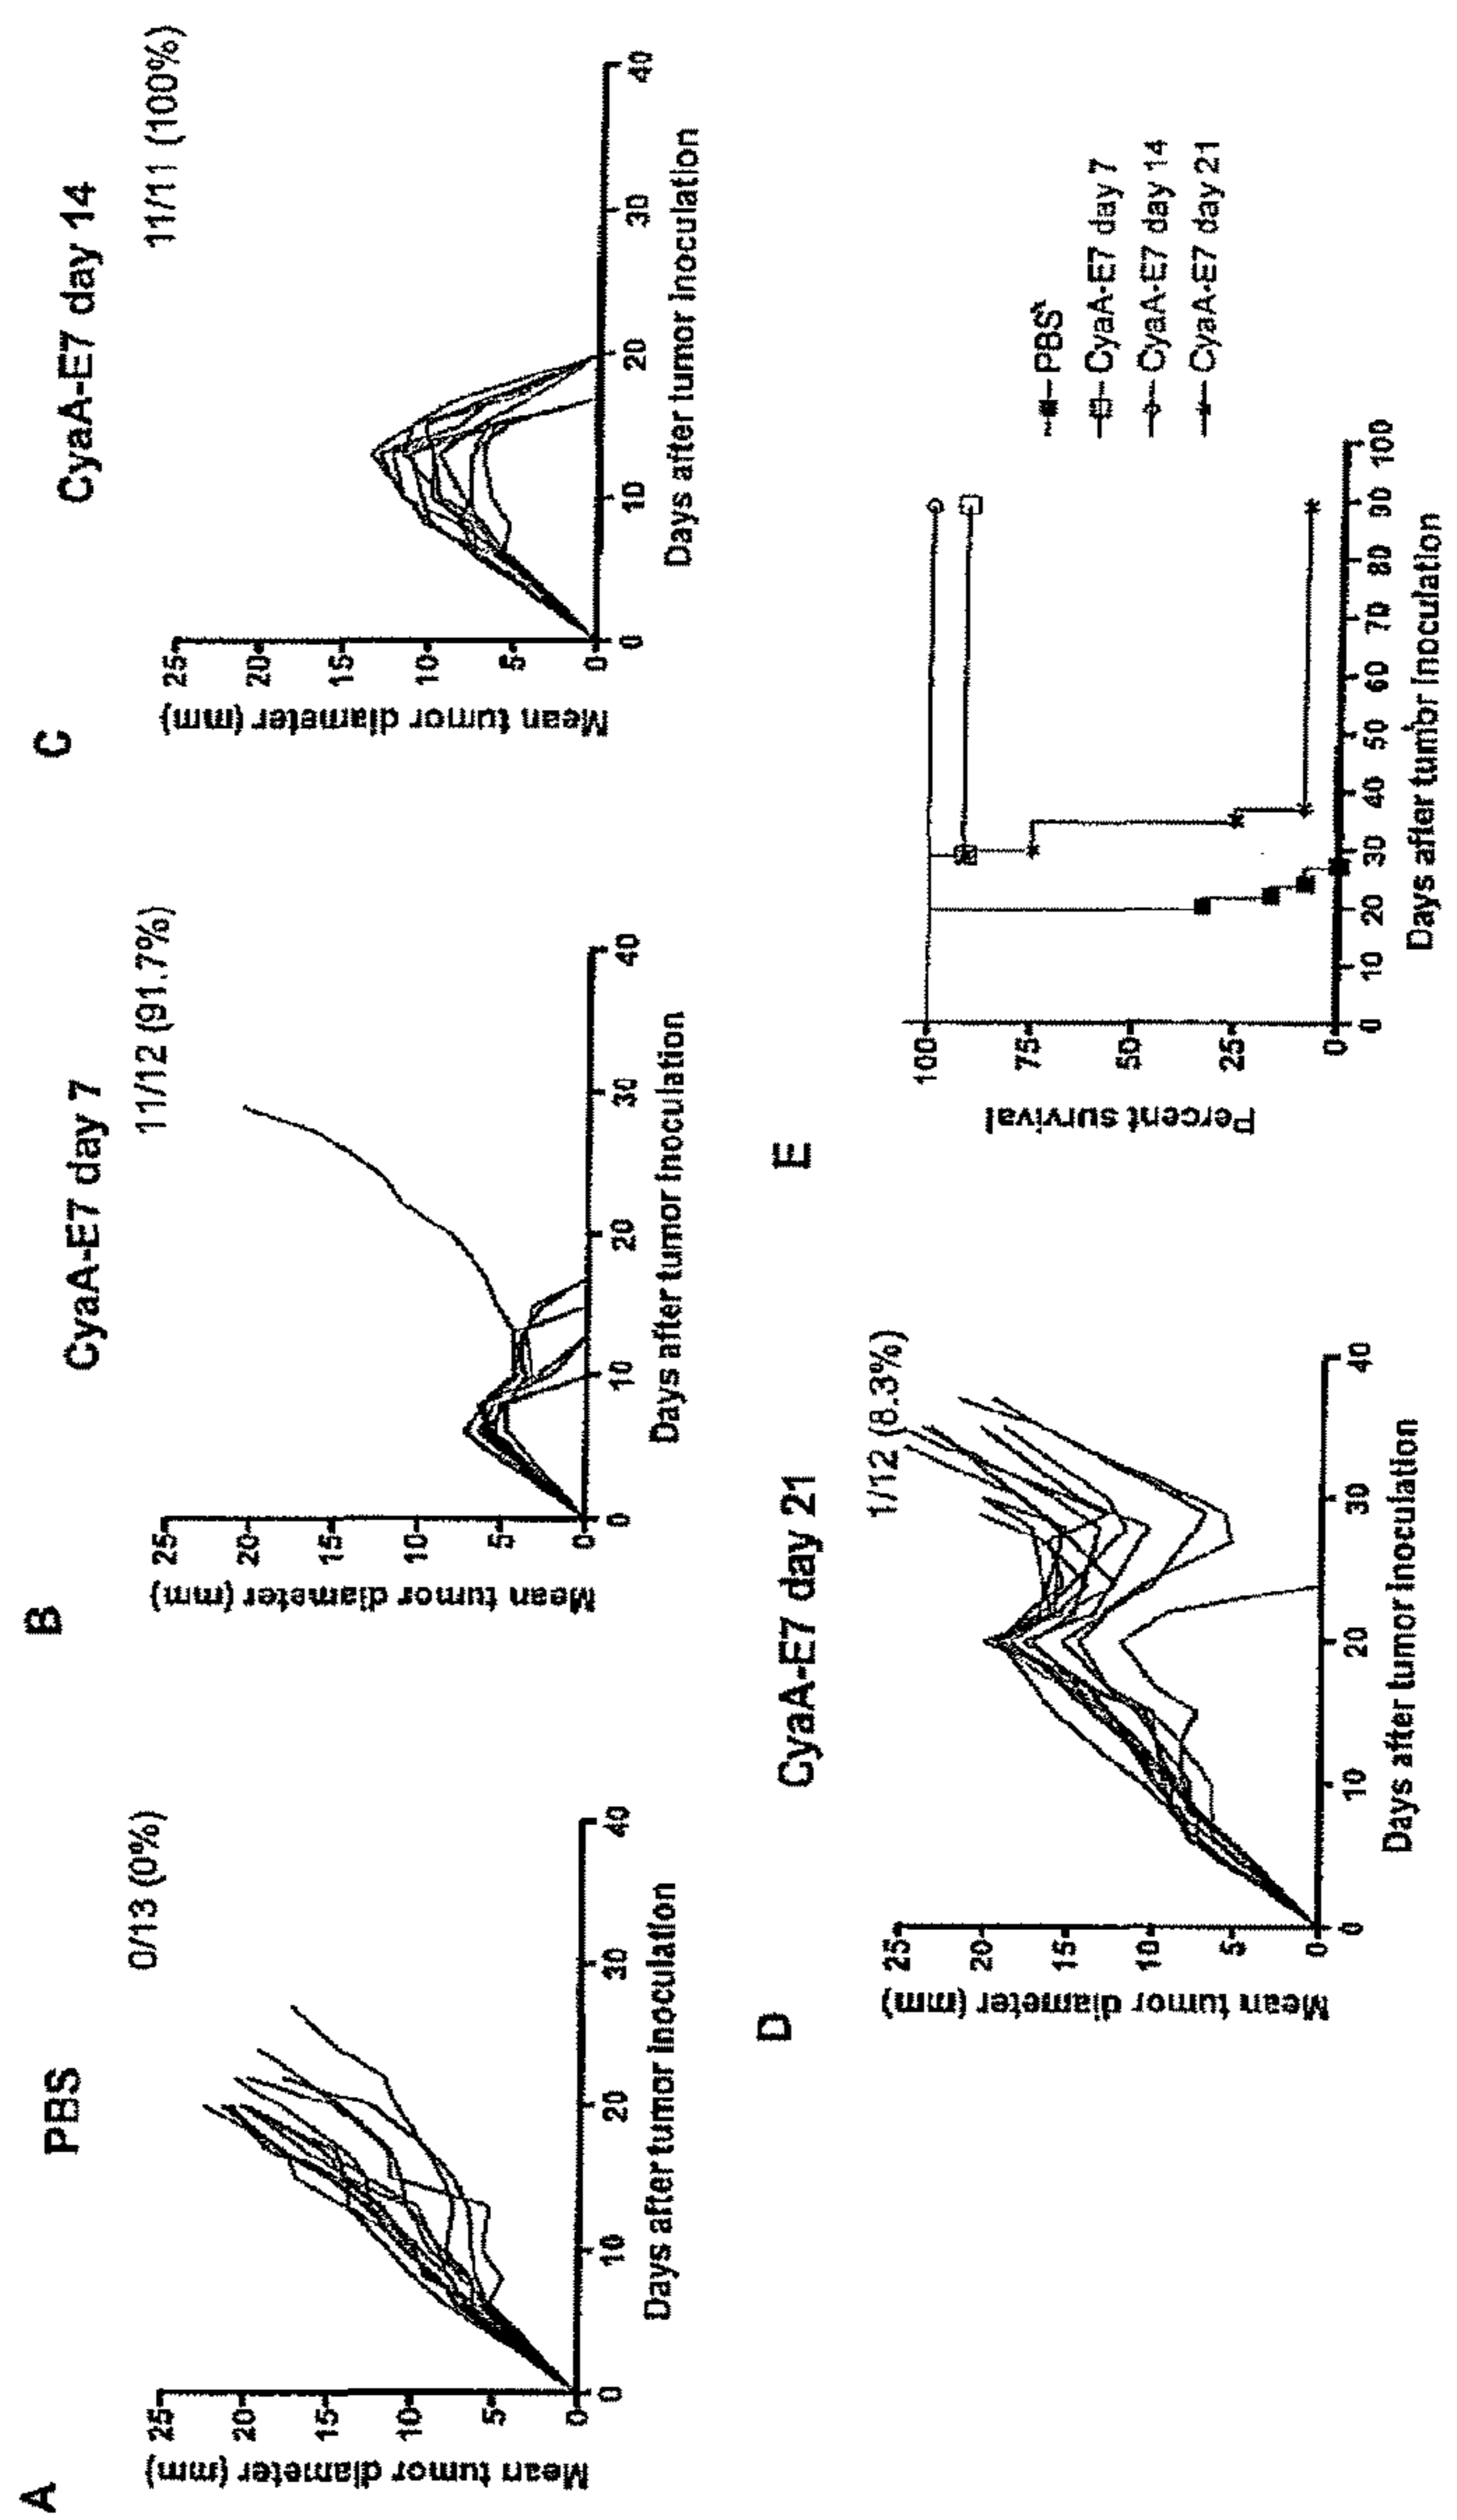 A
PBS
0/13 (0%)
Mean tumor diameter (mm)
25
20
15
10
5
0
0
10
20
30
40
Days after tumor inoculation
B
CyaA-E7 day 7
11/12 (91.7%)
Mean tumor diameter (mm)
25
20
15
10
5
0
0
10
20
30
40
Days after tumor inoculation
C
CyaA-E7 day 14
11/11 (100%)
Mean tumor diameter (mm)
25
20
15
10
5
0
0
10
20
30
40
Days after tumor inoculation
D
CyaA-E7 day 21
1/12 (8.3%)
Mean tumor diameter (mm)
25
20
15
10
5
0
0
10
20
30
40
Days after tumor inoculation
E
Percent survival
100
75
50
25
0
0
10
20
30
40
50
60
70
80
90
100
Days after tumor inoculation
PBS
CyaA-E7 day 7
CyaA-E7 day 14
CyaA-E7 day 21